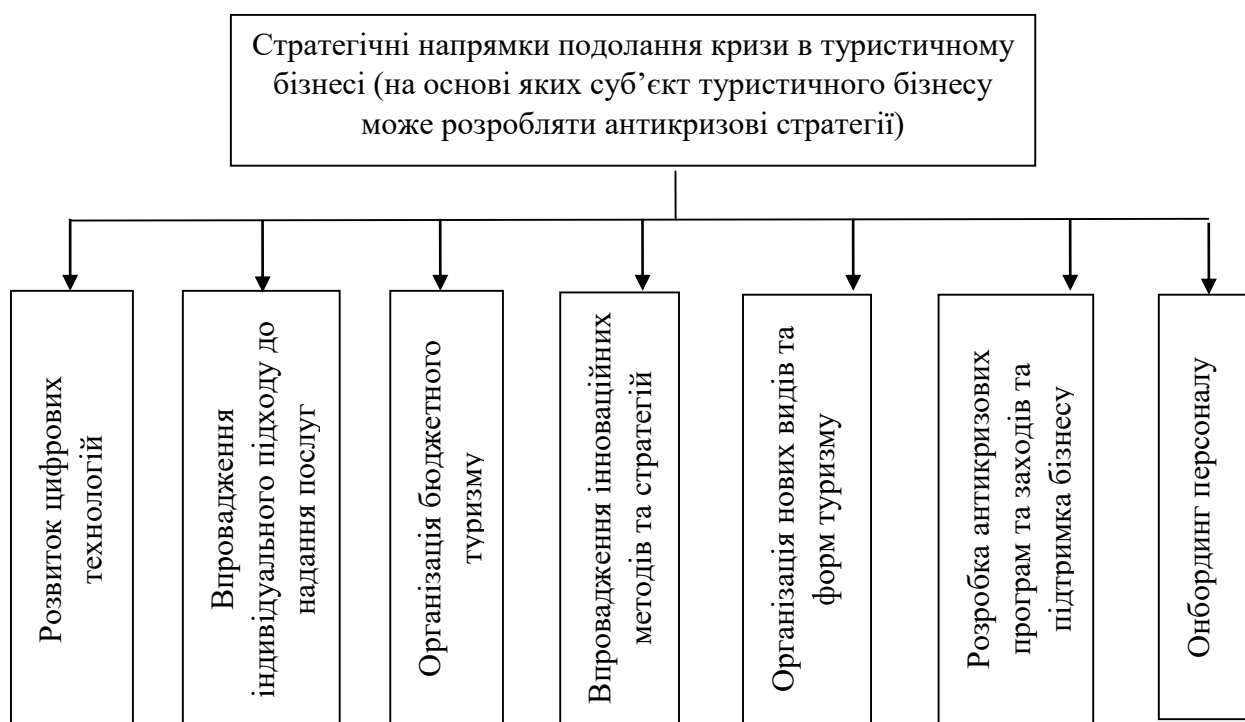 Стратегічні напрямки подолання кризи в туристичному
бізнесі (на основі яких суб’єкт туристичного бізнесу
може розробляти антикризові стратегії)
Розвиток цифрових
технологій
Впровадження
індивідуального підходу до
надання послуг
Організація бюджетного
туризму
Впровадження інноваційних
методів та стратегій
Організація нових видів та
форм туризму
Розробка антикризових
програм та заходів та
підтримка бізнесу
Онбординг персоналу